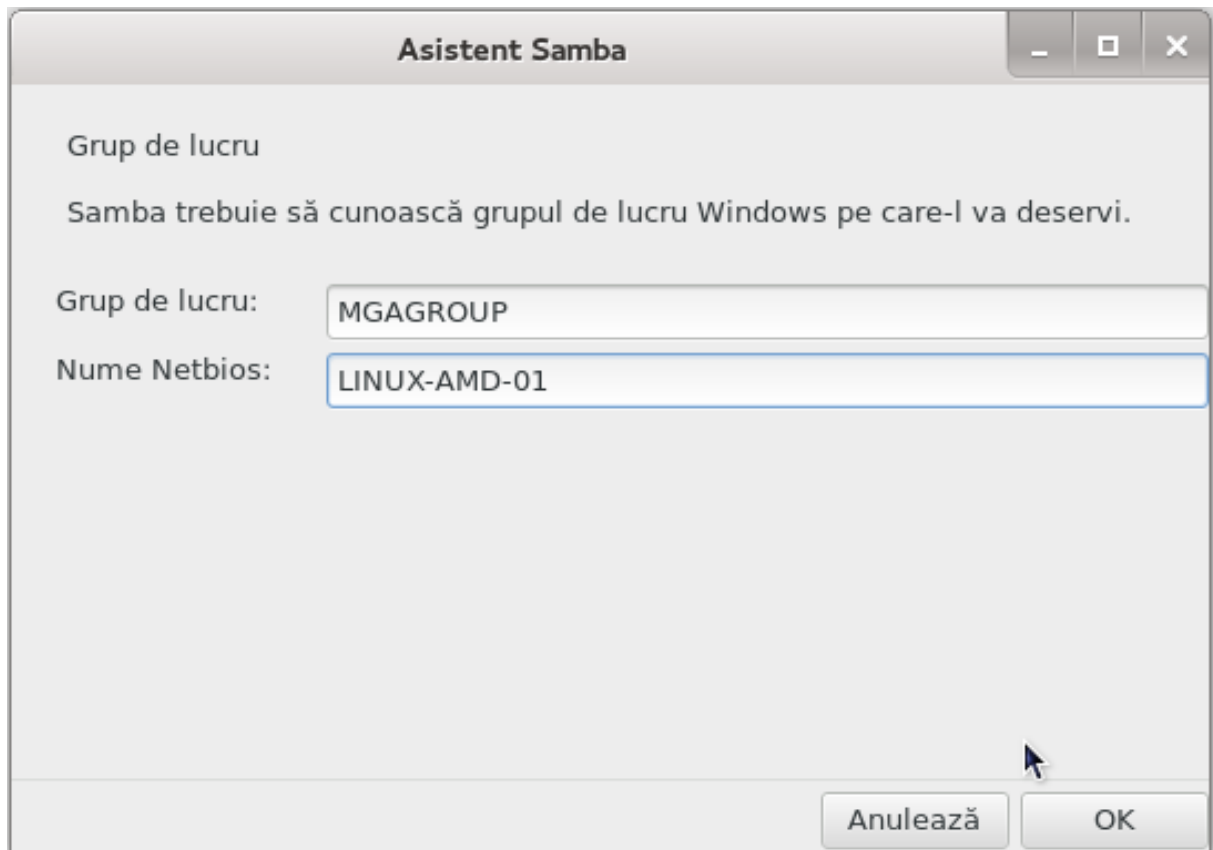 Asistent Samba
Grup de lucru
Samba trebuie să cunoască grupul de lucru Windows pe care-l va deservi.
Grup de lucru: MGAGROUP
Nume Netbios: LINUX-AMD-01
Anulează OK